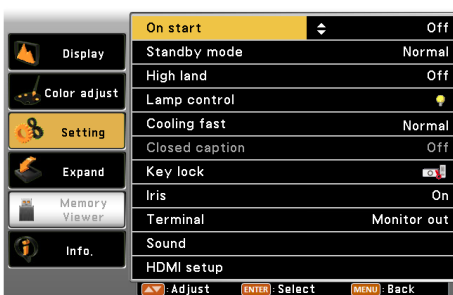 Display
Color adjust
Setting
Expand
Memory
Viewer
Info.
On start Off
Standby mode Normal
High land Off
Lamp control
Cooling fast Normal
Closed caption Off
Key lock
Iris On
Terminal Monitor out
Sound
HDMI setup
: Adjust ENTER : Select MENU : Back